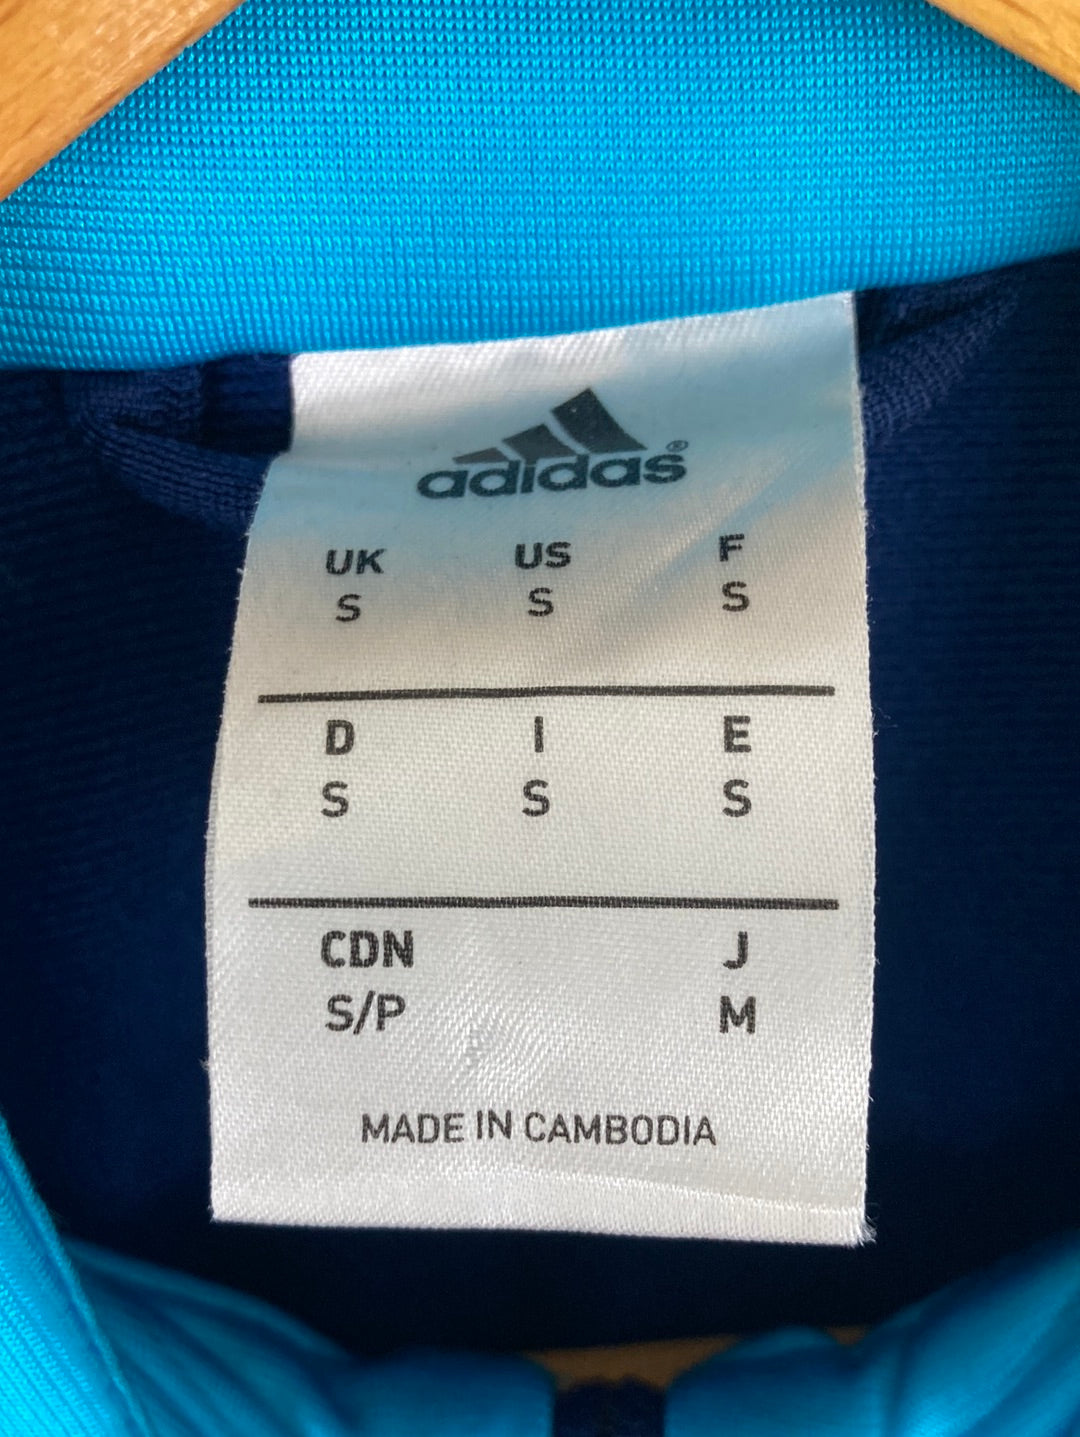 adidas®
UK US F
S S S
D I E
S S S
CDN J
S/P M
MADE IN CAMBODIA